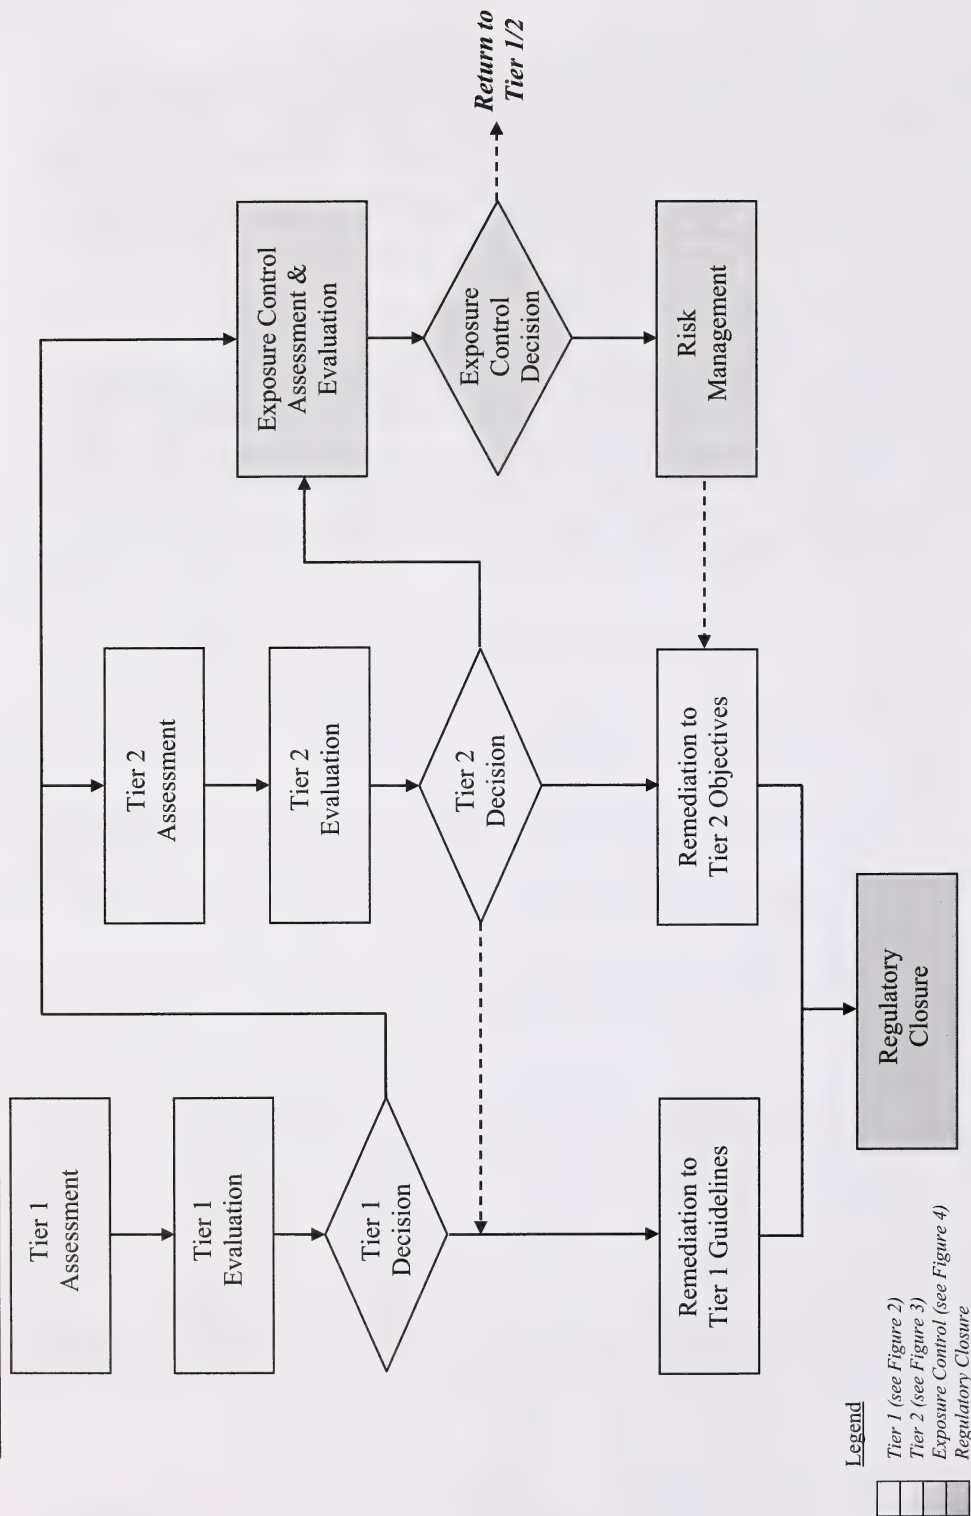 Tier 1
Assessment
Tier 1
Evaluation
Tier 1
Decision
Remediation to
Tier 1 Guidelines
Tier 2
Assessment
Tier 2
Evaluation
Tier 2
Decision
Remediation to
Tier 2 Objectives
Exposure Control
Assessment &
Evaluation
Exposure
Control
Decision
Risk
Management
Return to
Tier 1/2
Regulatory
Closure
Legend
Tier 1 (see Figure 2)
Tier 2 (see Figure 3)
Exposure Control (see Figure 4)
Regulatory Closure